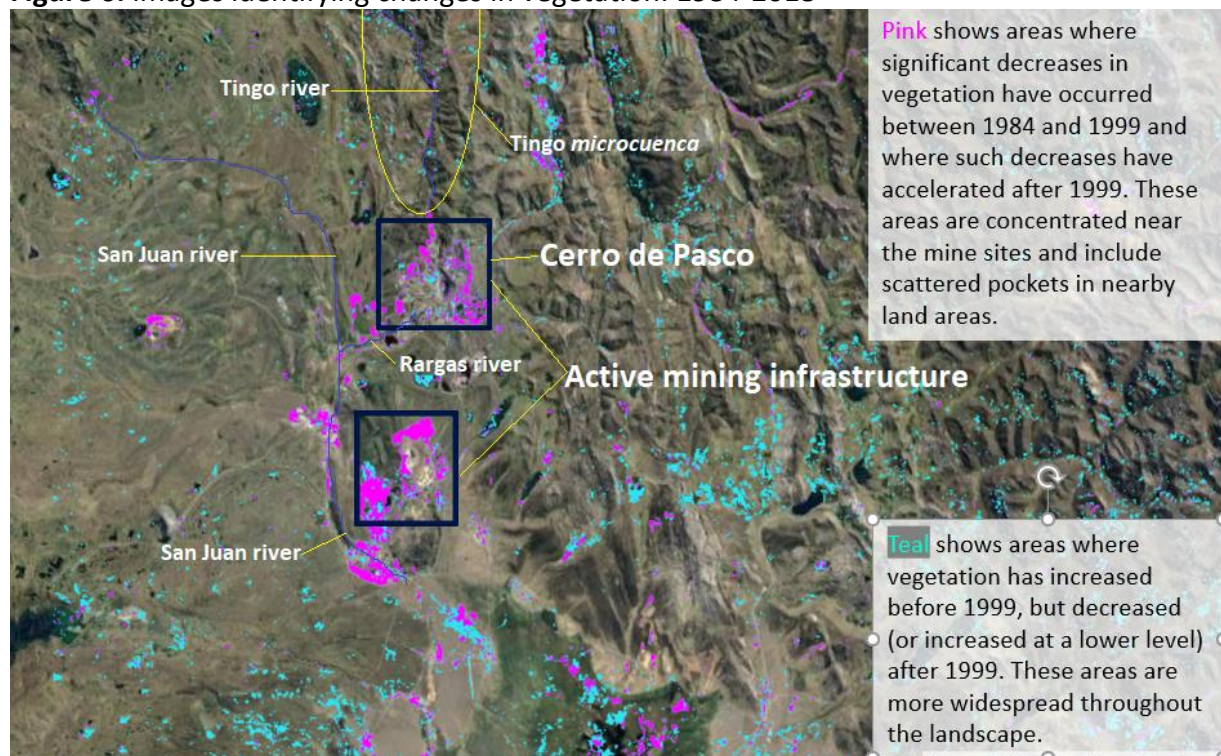 Figure Images identifying changes in vegetation: 1984
Pink shows areas where
significant decreases in
vegetation have occurred
between 1984 and 1999 and
where such decreases have
accelerated after 1999. These
areas are concentrated near
the mine sites and include
scattered pockets in nearby
land areas.
Tingo river
Tingo microcuenca
San Juan river
Cerro de Pasco
Rargas river
Active mining infrastructure
San Juan river
Teal shows areas where
vegetation has increased
before 1999, but decreased
(or increased at a lower level)
after 1999. These areas are
more widespread throughout
the landscape.